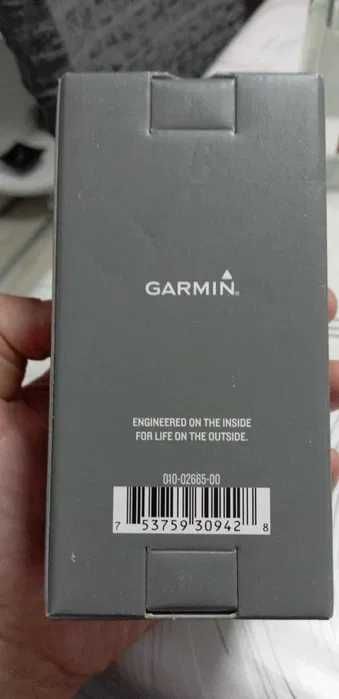 GARMIN®
ENGINEERED ON THE INSIDE
FOR LIFE ON THE OUTSIDE.
010-02665-00
7 53759 30942 8